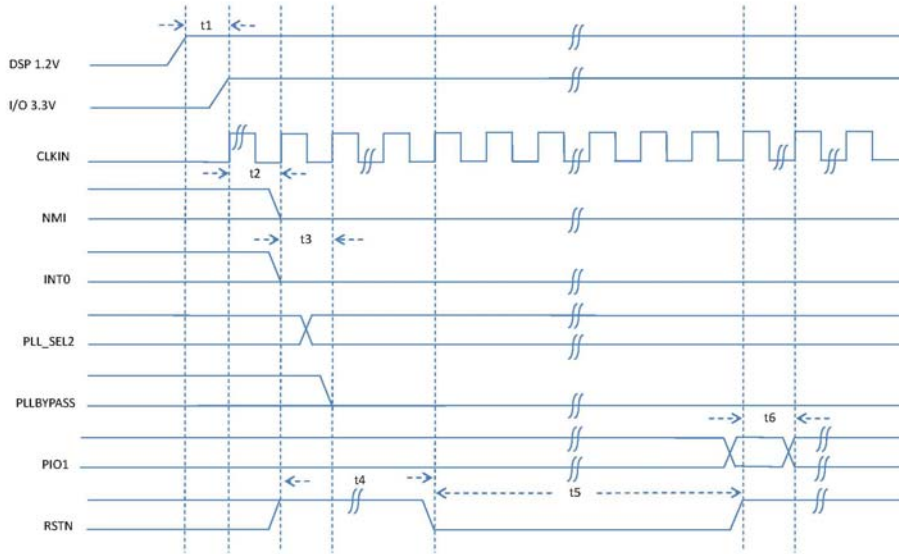 t1
DSP 1.2V
I/O 3.3V
CLKIN
t2
NMI
t3
INT0
PLL_SEL2
PLLBYPASS
t6
PIO1
t4
t5
RSTN